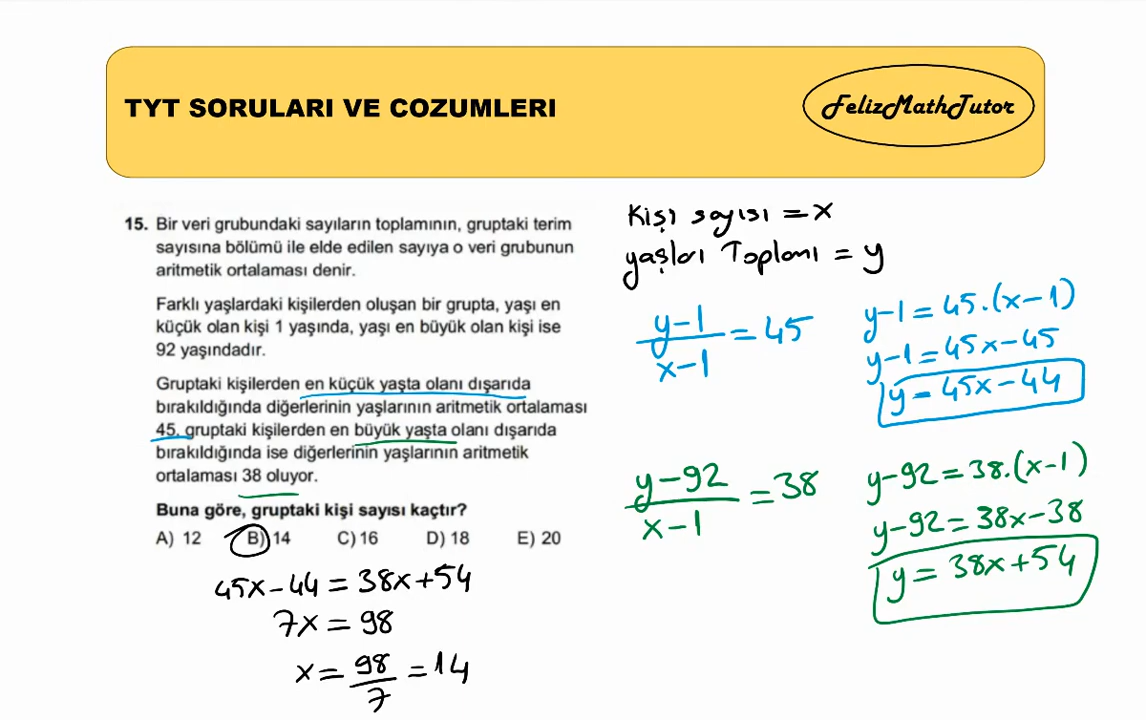 TYT SORULARI VE COZUMLERI
FelizMathTutor
15. Bir veri grubundaki sayıların toplamının, gruptaki terim
sayısına bölümü ile elde edilen sayıya o veri grubunun
aritmetik ortalaması denir.
Farklı yaşlardaki kişilerden oluşan bir grupta, yaşı en
küçük olan kişi 1 yaşında, yaşı en büyük olan kişi ise
92 yaşındadır.
Gruptaki kişilerden en küçük yaşta olanı dışarıda
bırakıldığında diğerlerinin yaşlarının aritmetik ortalaması
45, gruptaki kişilerden en büyük yaşta olanı dışarıda
bırakıldığında ise diğerlerinin yaşlarının aritmetik
ortalaması 38 oluyor.
Buna göre, gruptaki kişi sayısı kaçtır?
A) 12 B) 14 C) 16 D) 18 E) 20
45x-44 = 38x+54
7x = 98
x = 98/7 = 14
Kişi sayısı = x
yaşları Toplamı = y
y-1/x-1 = 45
y-1 = 45.(x-1)
y-1 = 45x-45
y = 45x-44
y-92/x-1 = 38
y-92 = 38.(x-1)
y-92 = 38x-38
y = 38x+54